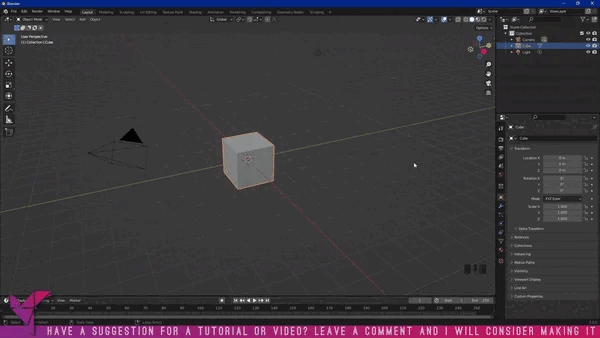 Blender
File Edit Render Window Help Layout Modeling Sculpting UV Editing Texture Paint Shading Animation Rendering Compositing Geometry Nodes Scripting
Scene ViewLayer
Object Mode View Select Add Object
Global
Options
User Perspective
(1) Collection | Cube
Scene Collection
Collection
Camera
Cube
Light
Cube
Cube
Transform
Location X 0 m
Y 0 m
Z 0 m
Rotation X 0°
Y 0°
Z 0°
Mode XYZ Euler
Scale X 1.000
Y 1.000
Z 1.000
Delta Transform
Relations
Collections
Instancing
Motion Paths
Visibility
Viewport Display
Line Art
Custom Properties
View Marker
1 Start 1 End 250
HAVE A SUGGESTION FOR A TUTORIAL OR VIDEO? LEAVE A COMMENT AND I WILL CONSIDER MAKING IT